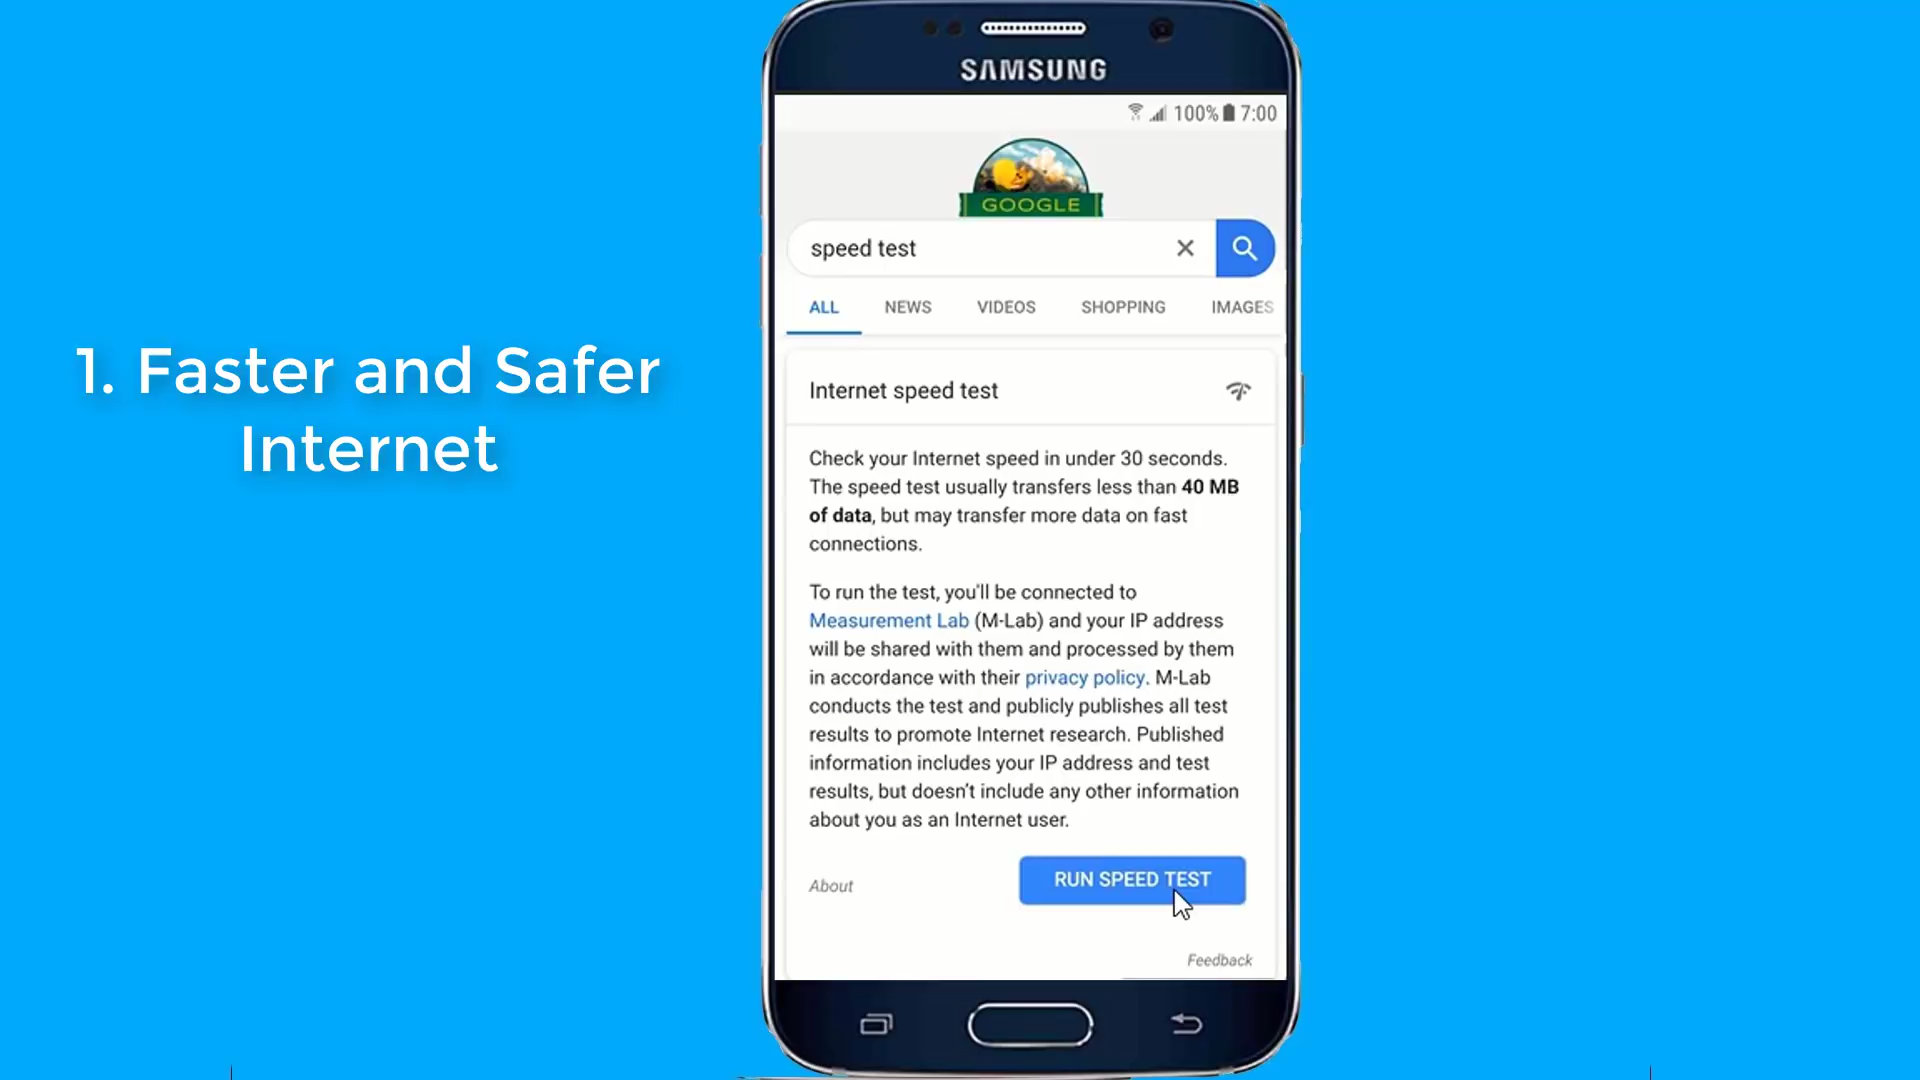 1. Faster and Safer
Internet
SAMSUNG
100% 7:00
GOOGLE
speed test
ALL NEWS VIDEOS SHOPPING IMAGES
Internet speed test
Check your Internet speed in under 30 seconds.
The speed test usually transfers less than 40 MB
of data, but may transfer more data on fast
connections.
To run the test, you'll be connected to
Measurement Lab (M-Lab) and your IP address
will be shared with them and processed by them
in accordance with their privacy policy. M-Lab
conducts the test and publicly publishes all test
results to promote Internet research. Published
information includes your IP address and test
results, but doesn't include any other information
about you as an Internet user.
About
RUN SPEED TEST
Feedback